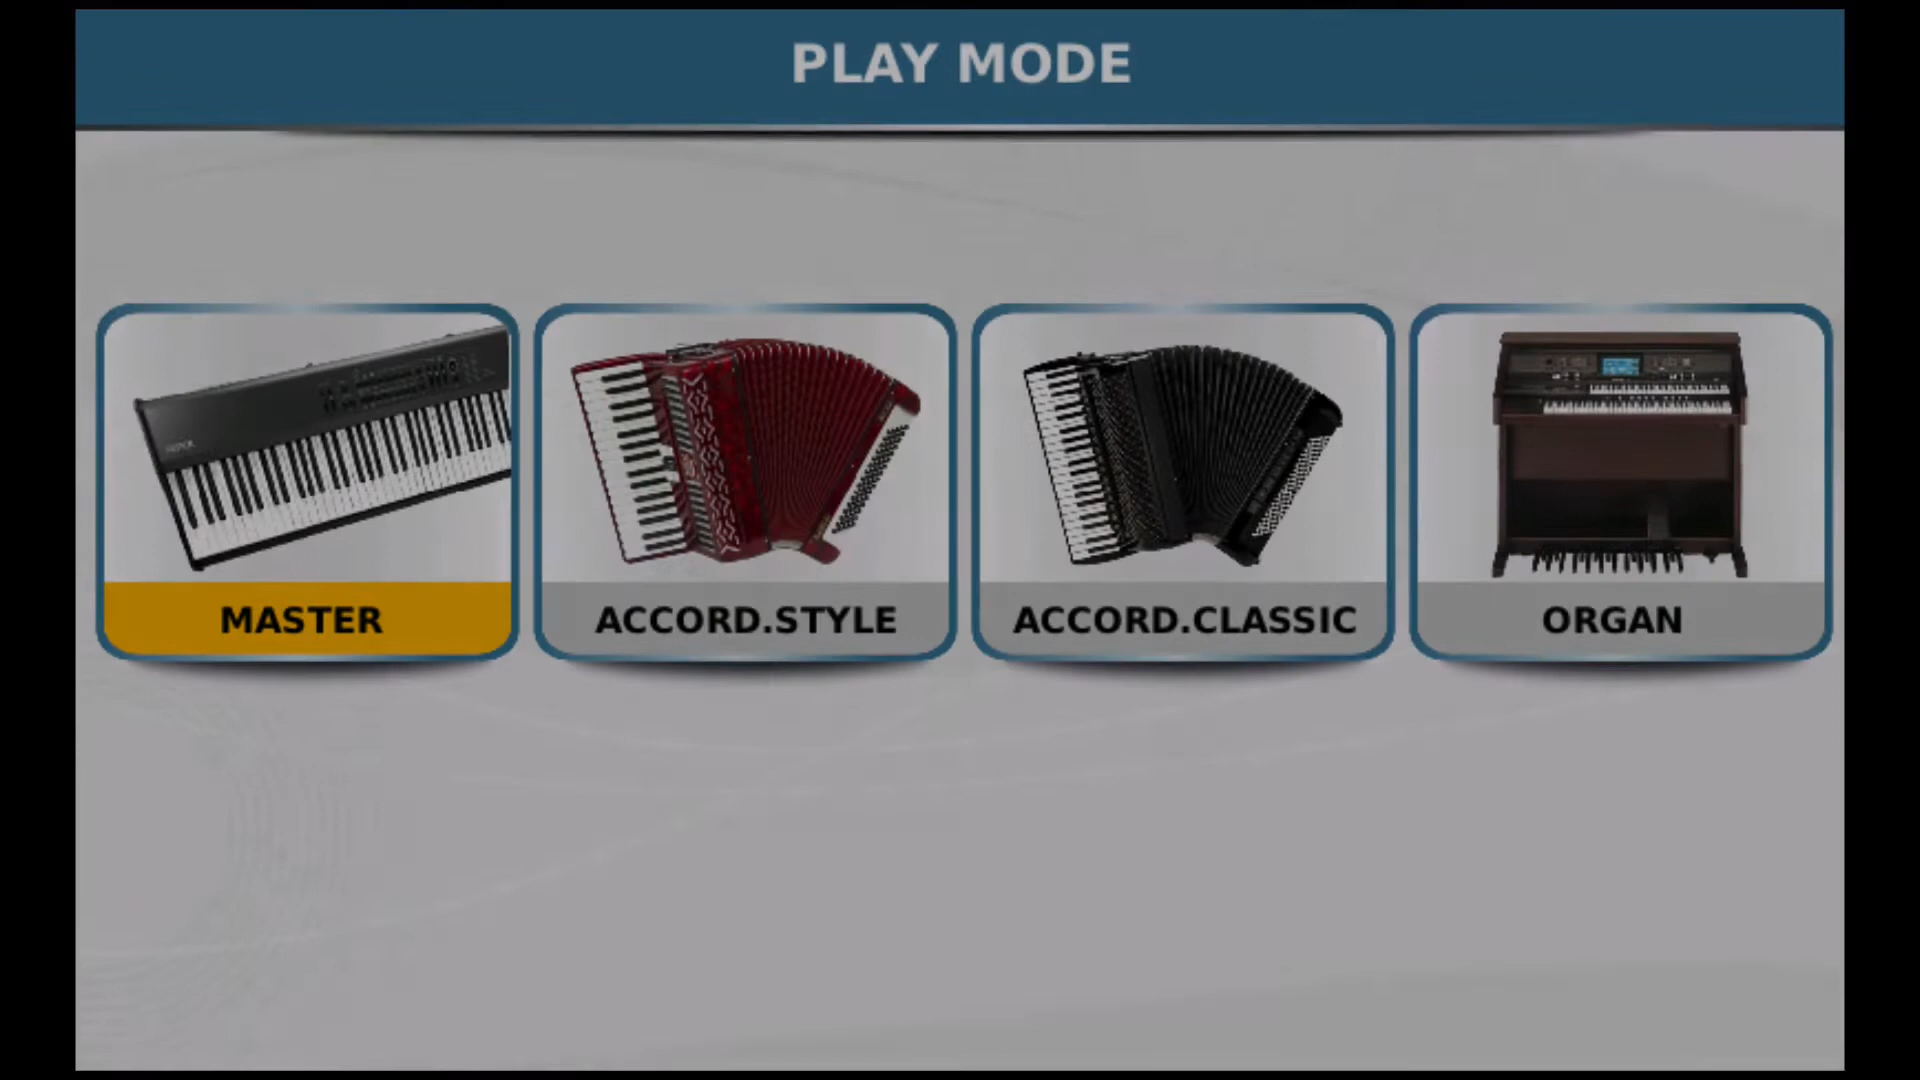 PLAY MODE
MASTER
ACCORD.STYLE
ACCORD.CLASSIC
ORGAN